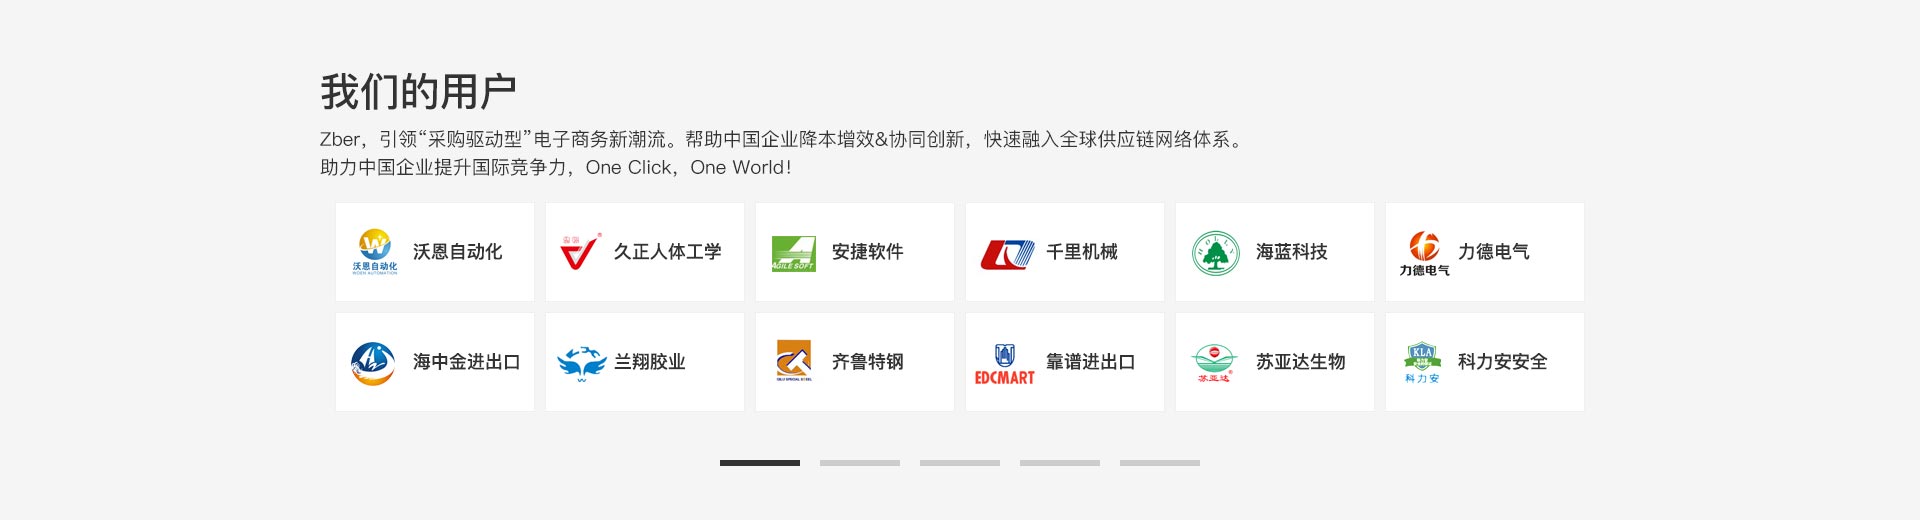 我们的用户
Zber，引领“采购驱动型”电子商务新潮流。帮助中国企业降本增效&协同创新，快速融入全球供应链网络体系。
助力中国企业提升国际竞争力，One Click，One World！
沃恩自动化
WOEN AUTOMATION
沃恩自动化
久正人体工学
AGILE SOFT
安捷软件
千里机械
HOLLY
海蓝科技
力德电气
力德电气
海中金进出口
兰翔胶业
QILU SPECIAL STEEL
齐鲁特钢
EDCMART
靠谱进出口
苏亚达
苏亚达生物
KLA
科力安
科力安安全